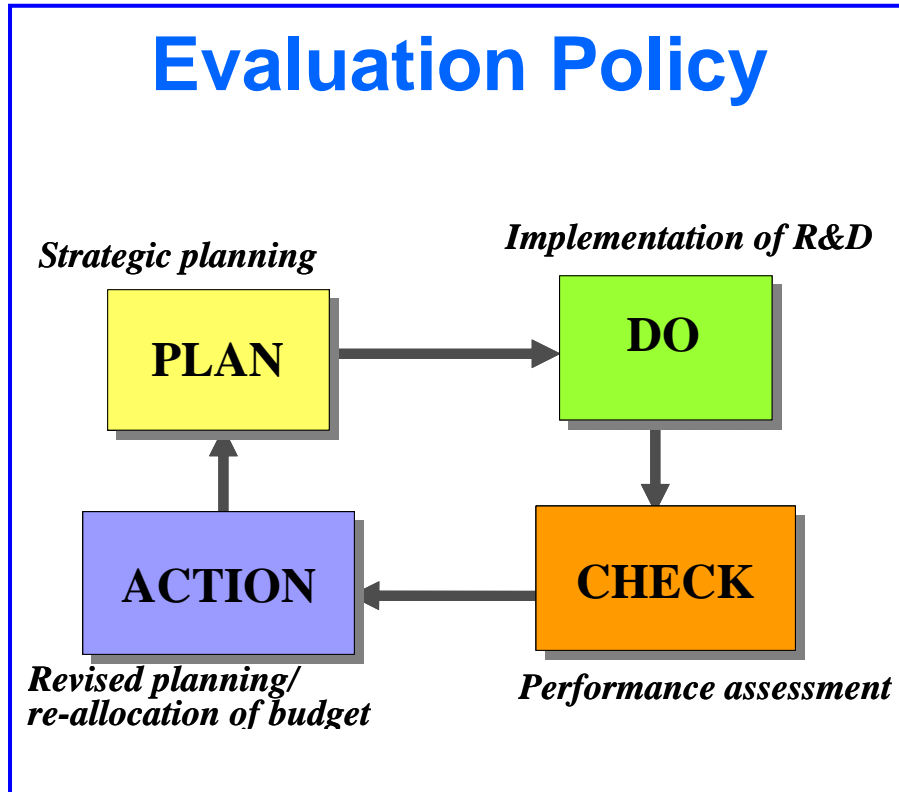 Evaluation Policy
Strategic planning
Implementation of R&D
PLAN
DO
ACTION
CHECK
Revised planning/
re-allocation of budget
Performance assessment